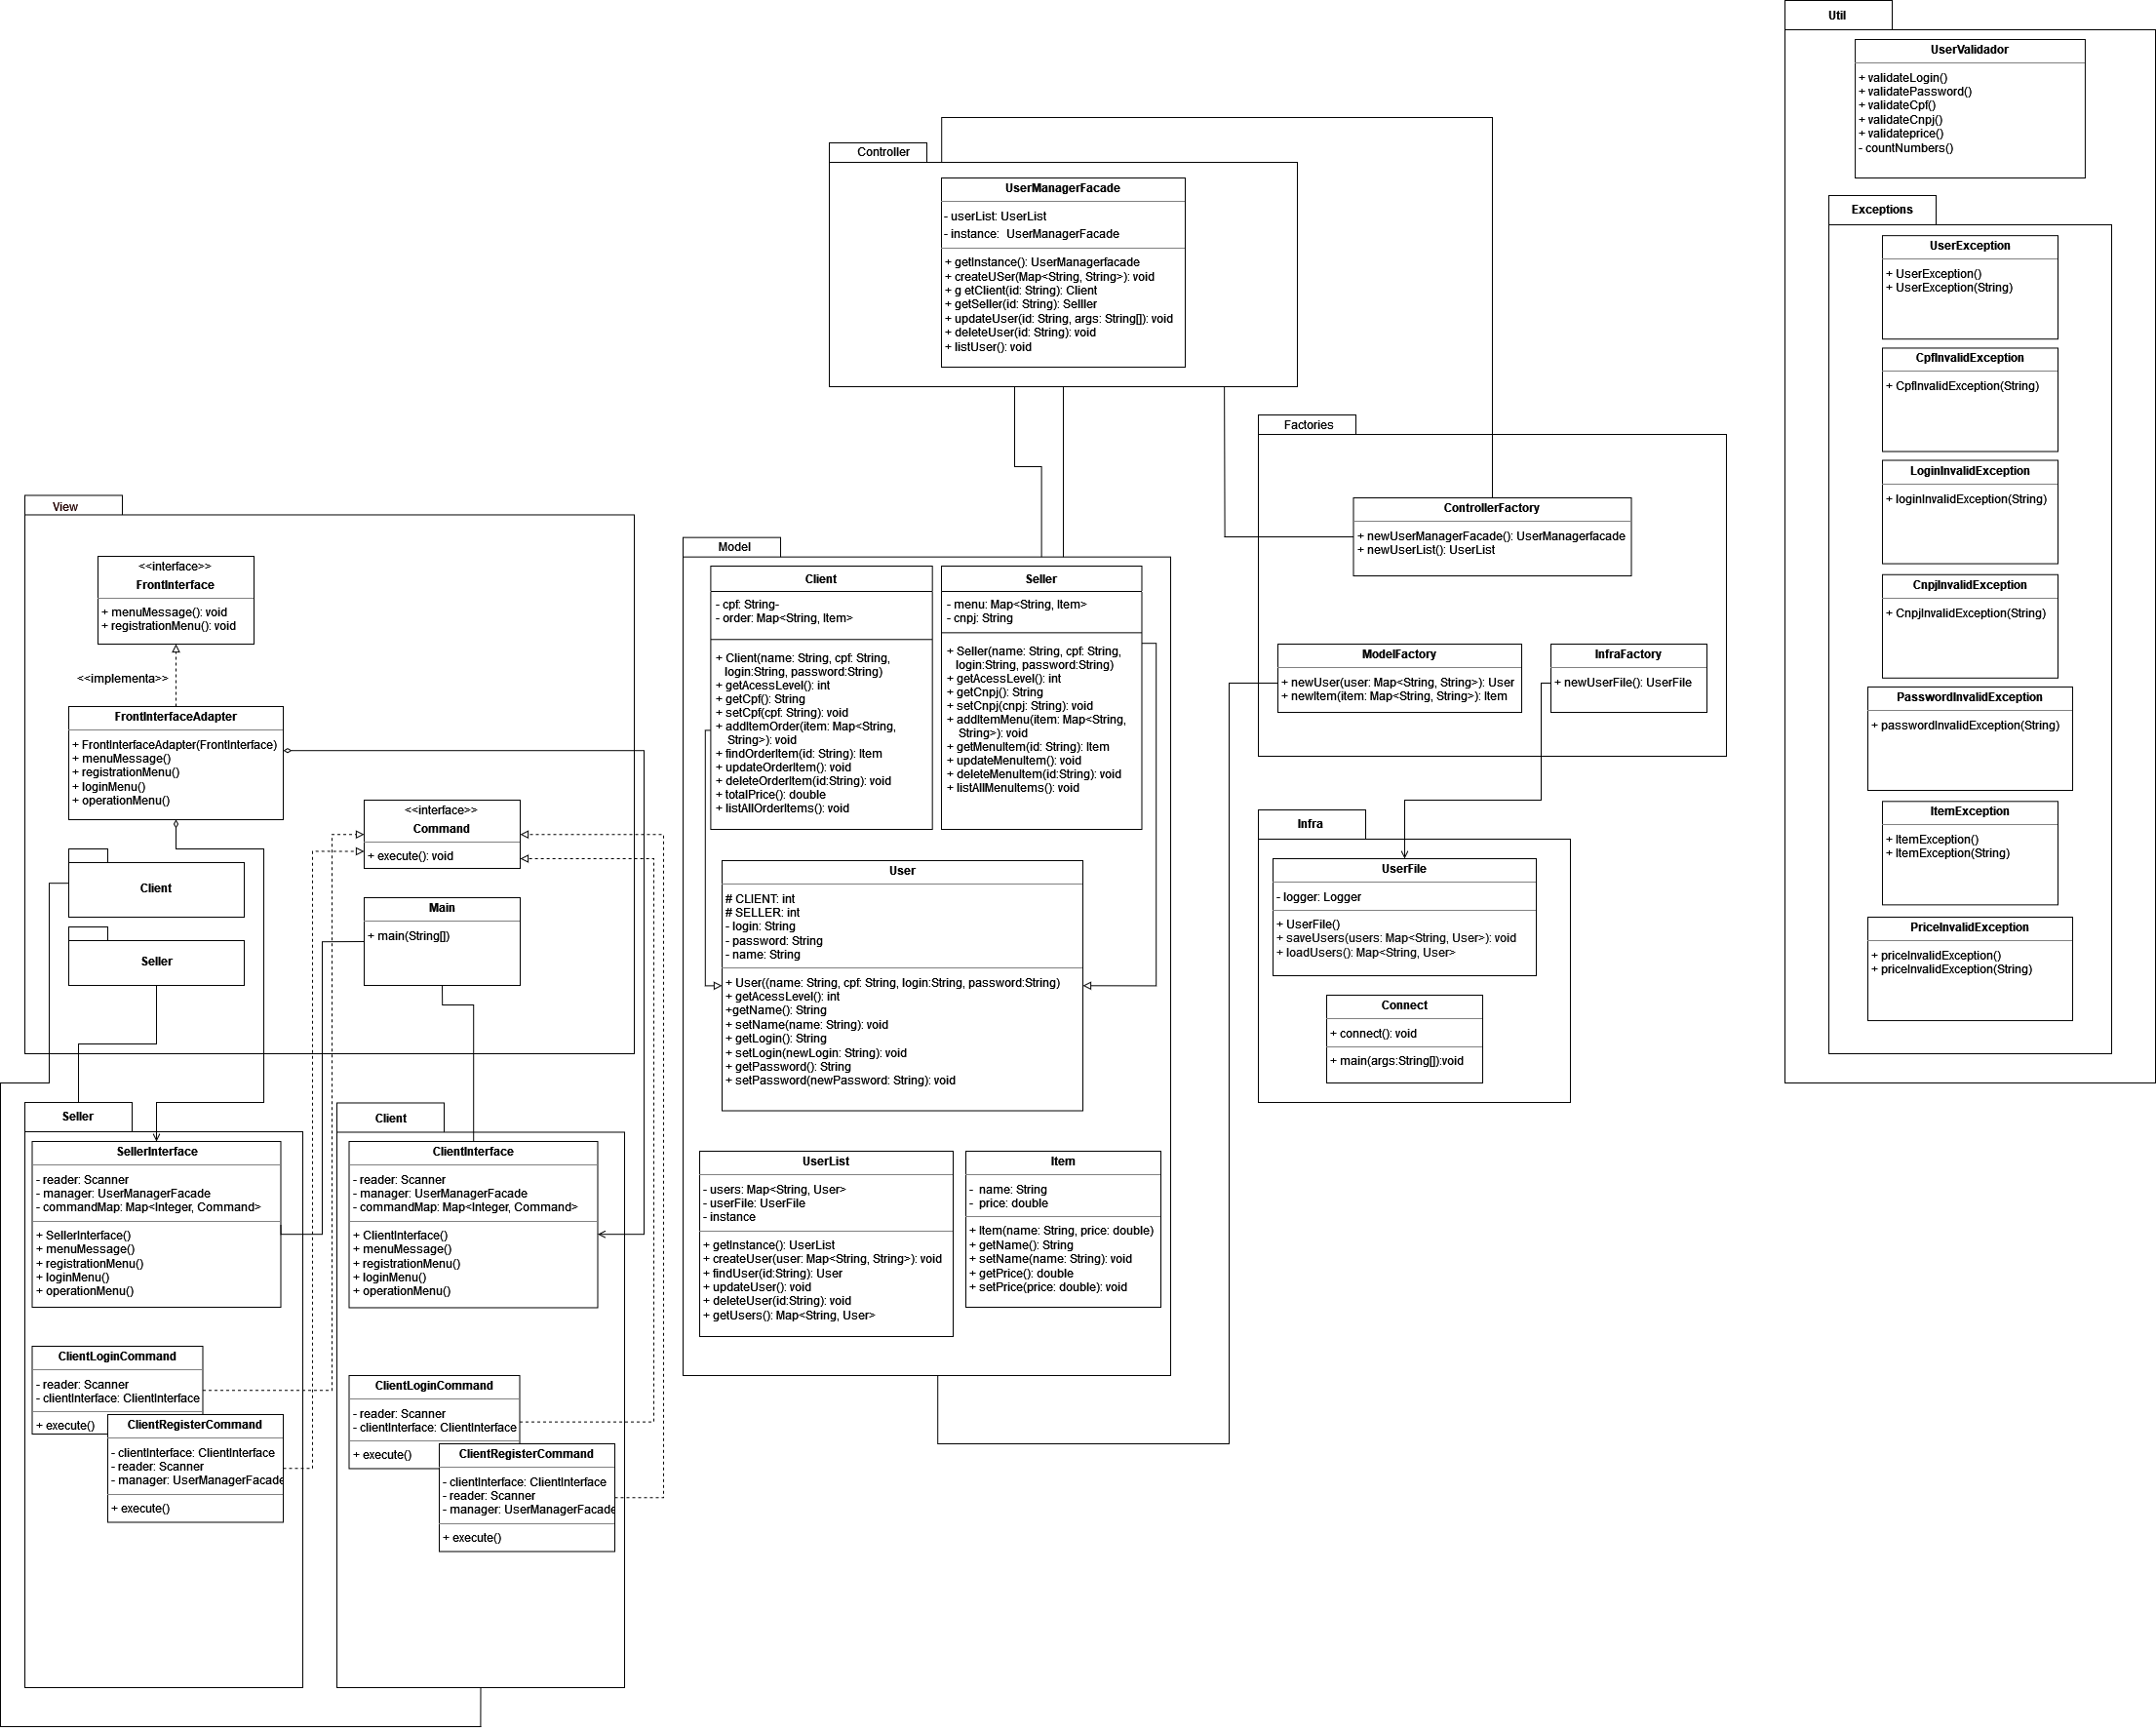 Util
UserValidador
+ validateLogin()
+ validatePassword()
+ validateCpf()
+ validateCnpj()
+ validateprice()
- countNumbers()
Exceptions
UserException
+ UserException()
+ UserException(String)
CpfInvalidException
+ CpfInvalidException(String)
LoginInvalidException
+ loginInvalidException(String)
CnpjInvalidException
+ CnpjInvalidException(String)
PasswordInvalidException
+ passwordInvalidException(String)
ItemException
+ ItemException()
+ ItemException(String)
PriceInvalidException
+ priceInvalidException()
+ priceInvalidException(String)
Controller
UserManagerFacade
- userList: UserList
- instance:  UserManagerFacade
+ getInstance(): UserManagerfacade
+ createUSer(Map<String, String>): void
+ g etClient(id: String): Client
+ getSeller(id: String): Selller
+ updateUser(id: String, args: String[]): void
+ deleteUser(id: String): void
+ listUser(): void
Factories
ControllerFactory
+ newUserManagerFacade(): UserManagerfacade
+ newUserList(): UserList
ModelFactory
+ newUser(user: Map<String, String>): User
+ newItem(item: Map<String, String>): Item
InfraFactory
+ newUserFile(): UserFile
Infra
UserFile
- logger: Logger
+ UserFile()
+ saveUsers(users: Map<String, User>): void
+ loadUsers(): Map<String, User>
Connect
+ connect(): void
+ main(args:String[]):void
View
<<interface>>
FrontInterface
+ menuMessage(): void
+ registrationMenu(): void
<<implementa>>
FrontInterfaceAdapter
+ FrontInterfaceAdapter(FrontInterface)
+ menuMessage()
+ registrationMenu()
+ loginMenu()
+ operationMenu()
<<interface>>
Command
+ execute(): void
Client
Seller
Main
+ main(String[])
Seller
SellerInterface
- reader: Scanner
- manager: UserManagerFacade
- commandMap: Map<Integer, Command>
+ SellerInterface()
+ menuMessage()
+ registrationMenu()
+ loginMenu()
+ operationMenu()
ClientLoginCommand
- reader: Scanner
- clientInterface: ClientInterface
+ execute()
ClientRegisterCommand
- clientInterface: ClientInterface
- reader: Scanner
- manager: UserManagerFacade
+ execute()
Client
ClientInterface
- reader: Scanner
- manager: UserManagerFacade
- commandMap: Map<Integer, Command>
+ ClientInterface()
+ menuMessage()
+ registrationMenu()
+ loginMenu()
+ operationMenu()
ClientLoginCommand
- reader: Scanner
- clientInterface: ClientInterface
+ execute()
ClientRegisterCommand
- clientInterface: ClientInterface
- reader: Scanner
- manager: UserManagerFacade
+ execute()
Model
Client
- cpf: String-
- order: Map<String, Item>
+ Client(name: String, cpf: String,
login:String, password:String)
+ getAcessLevel(): int
+ getCpf(): String
+ setCpf(cpf: String): void
+ addItemOrder(item: Map<String,
String>): void
+ findOrderItem(id: String): Item
+ updateOrderItem(): void
+ deleteOrderItem(id:String): void
+ totalPrice(): double
+ listAllOrderItems(): void
Seller
- menu: Map<String, Item>
- cnpj: String
+ Seller(name: String, cpf: String,
login:String, password:String)
+ getAcessLevel(): int
+ getCnpj(): String
+ setCnpj(cnpj: String): void
+ addItemMenu(item: Map<String,
String>): void
+ getMenuItem(id: String): Item
+ updateMenuItem(): void
+ deleteMenuItem(id:String): void
+ listAllMenuItems(): void
User
# CLIENT: int
# SELLER: int
- login: String
- password: String
- name: String
+ User((name: String, cpf: String, login:String, password:String)
+ getAcessLevel(): int
+getName(): String
+ setName(name: String): void
+ getLogin(): String
+ setLogin(newLogin: String): void
+ getPassword(): String
+ setPassword(newPassword: String): void
UserList
- users: Map<String, User>
- userFile: UserFile
- instance
+ getInstance(): UserList
+ createUser(user: Map<String, String>): void
+ findUser(id:String): User
+ updateUser(): void
+ deleteUser(id:String): void
+ getUsers(): Map<String, User>
Item
-  name: String
-  price: double
+ Item(name: String, price: double)
+ getName(): String
+ setName(name: String): void
+ getPrice(): double
+ setPrice(price: double): void